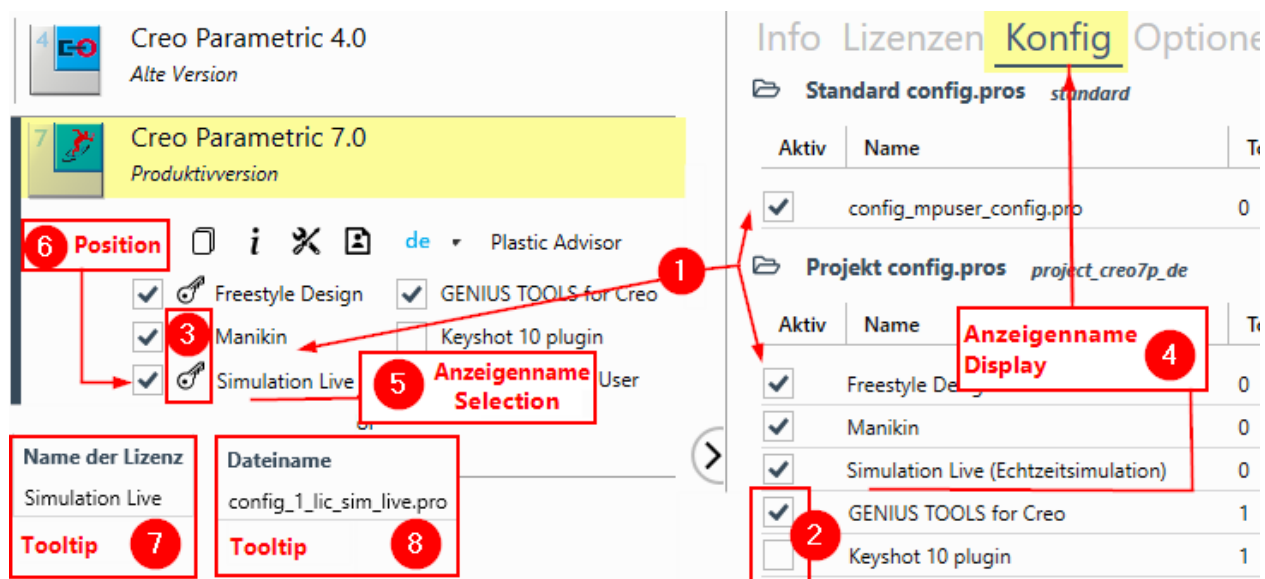 4
Creo Parametric 4.0
Alte Version
7
Creo Parametric 7.0
Produktivversion
6 Position
i de Plastic Advisor
Freestyle Design GENIUS TOOLS for Creo
3 Manikin Keyshot 10 plugin
Simulation Live User
5 Anzeigenname
Selection
1
Name der Lizenz
Simulation Live
Tooltip 7
Dateiname
config_1_lic_sim_live.pro
Tooltip 8
Info Lizenzen Konfig Optione
Standard config.pros standard
Aktiv Name
config_mpuser_config.pro 0
Projekt config.pros project_creo7p_de
Aktiv Name
Anzeigenname
Display
4
Freestyle De 0
Manikin 0
Simulation Live (Echtzeitsimulation) 0
GENIUS TOOLS for Creo 1
2
Keyshot 10 plugin 1